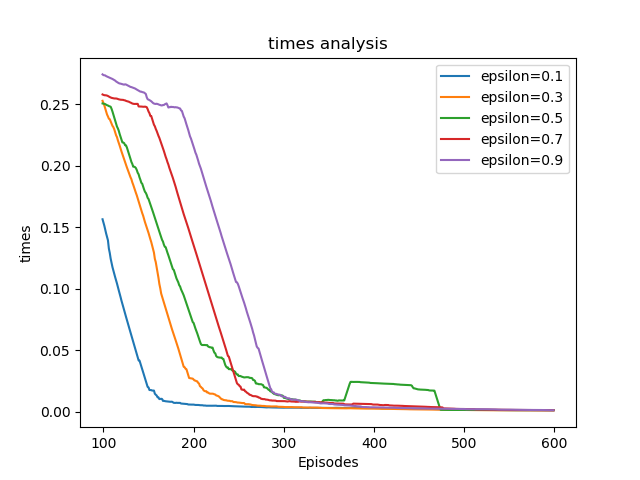 times analysis
epsilon=0.1
epsilon=0.3
epsilon=0.5
epsilon=0.7
epsilon=0.9
times
0.25
0.20
0.15
0.10
0.05
0.00
100 200 300 400 500 600
Episodes